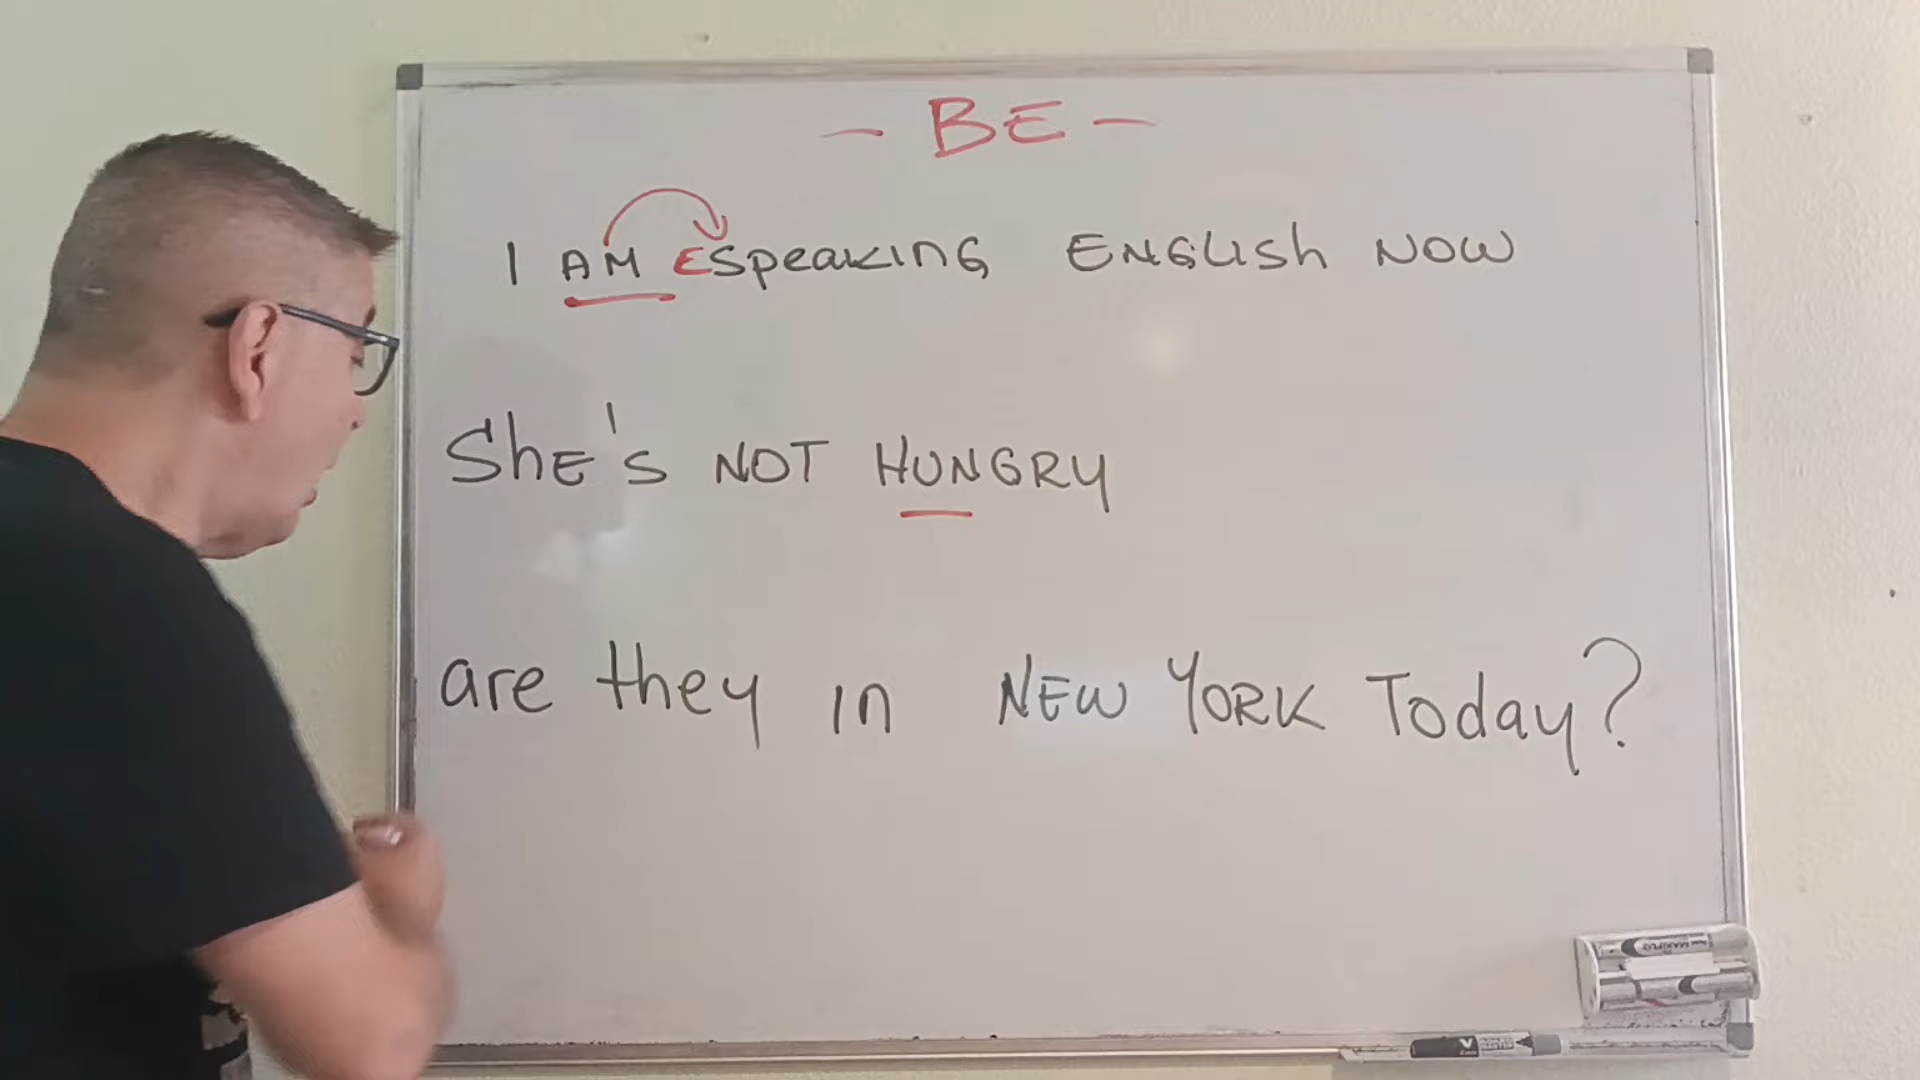 - BE -
I AM ESpeaking ENGLISh NOW
ShE's NOT HUNGRY
are they in NEW YORK Today?